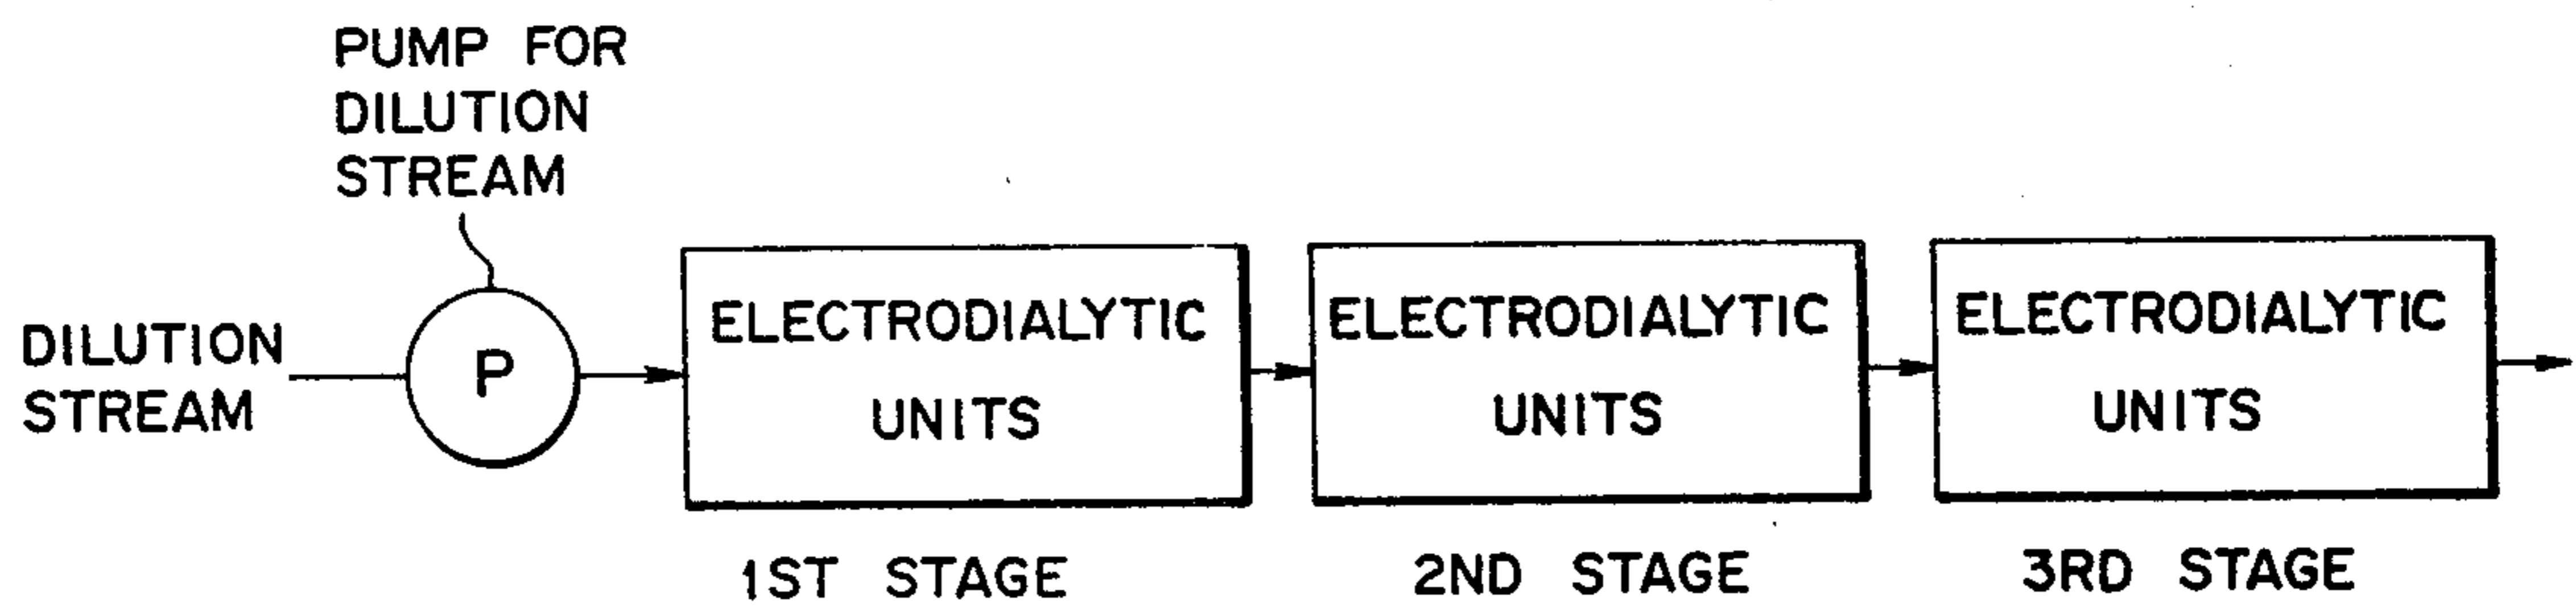 PUMP FOR
DILUTION
STREAM
DILUTION
STREAM
P
ELECTRODIALYTIC
UNITS
ELECTRODIALYTIC
UNITS
ELECTRODIALYTIC
UNITS
1ST STAGE
2ND STAGE
3RD STAGE